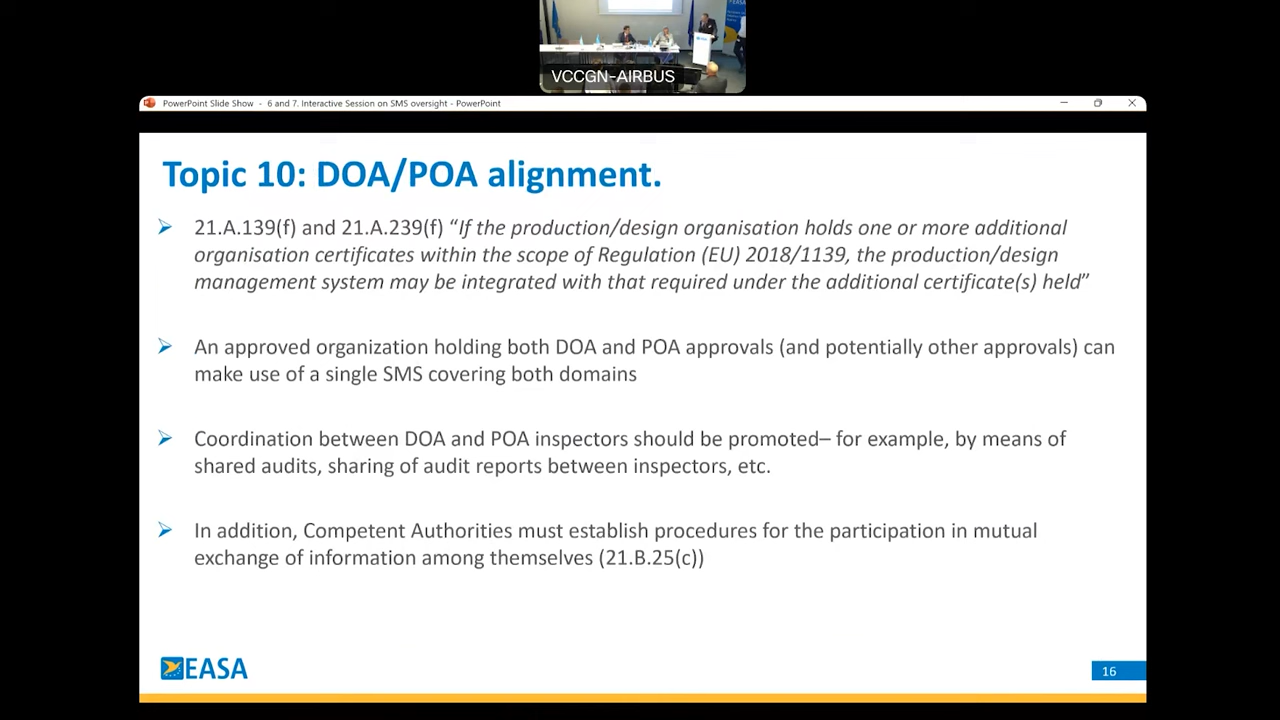 VCCGN-AIRBUS
PowerPoint Slide Show - 6 and 7. Interactive Session on SMS oversight - PowerPoint
Topic 10: DOA/POA alignment.
21.A.139(f) and 21.A.239(f) “If the production/design organisation holds one or more additional
organisation certificates within the scope of Regulation (EU) 2018/1139, the production/design
management system may be integrated with that required under the additional certificate(s) held”
An approved organization holding both DOA and POA approvals (and potentially other approvals) can
make use of a single SMS covering both domains
Coordination between DOA and POA inspectors should be promoted– for example, by means of
shared audits, sharing of audit reports between inspectors, etc.
In addition, Competent Authorities must establish procedures for the participation in mutual
exchange of information among themselves (21.B.25(c))
EASA
16